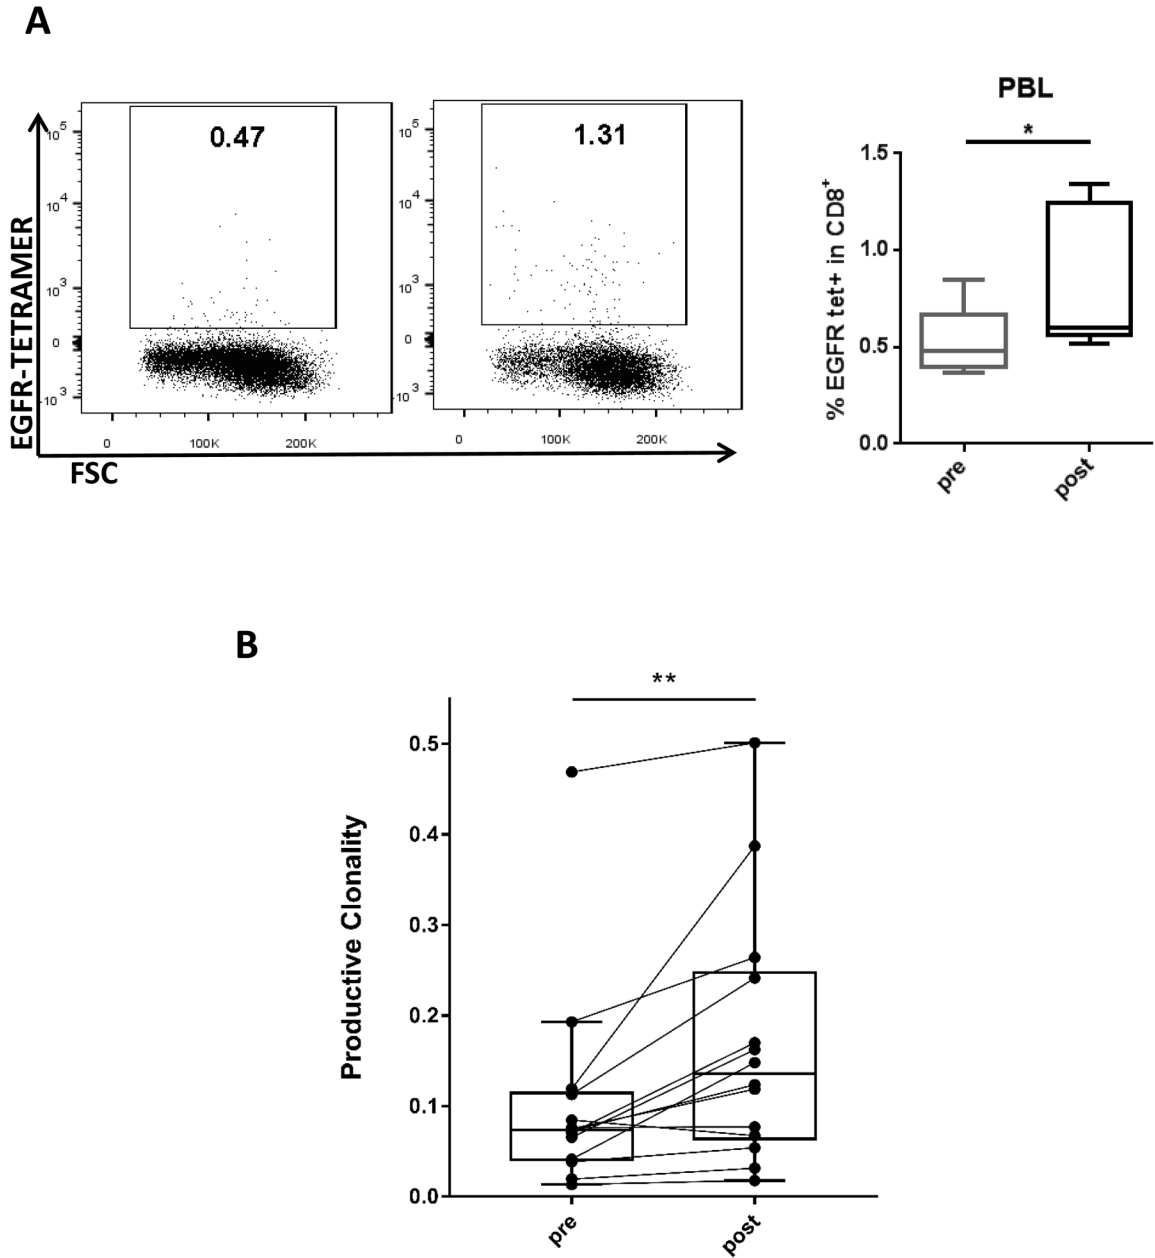 A
EGFR-TETRAMER
10^5
10^4
10^3
0
-10^3
0.47
0
100K
200K
10^5
10^4
10^3
0
-10^3
1.31
0
100K
200K
FSC
PBL
*
% EGFR tet+ in CD8+
1.5
1.0
0.5
0.0
pre
post
B
**
Productive Clonality
0.5
0.4
0.3
0.2
0.1
0.0
pre
post